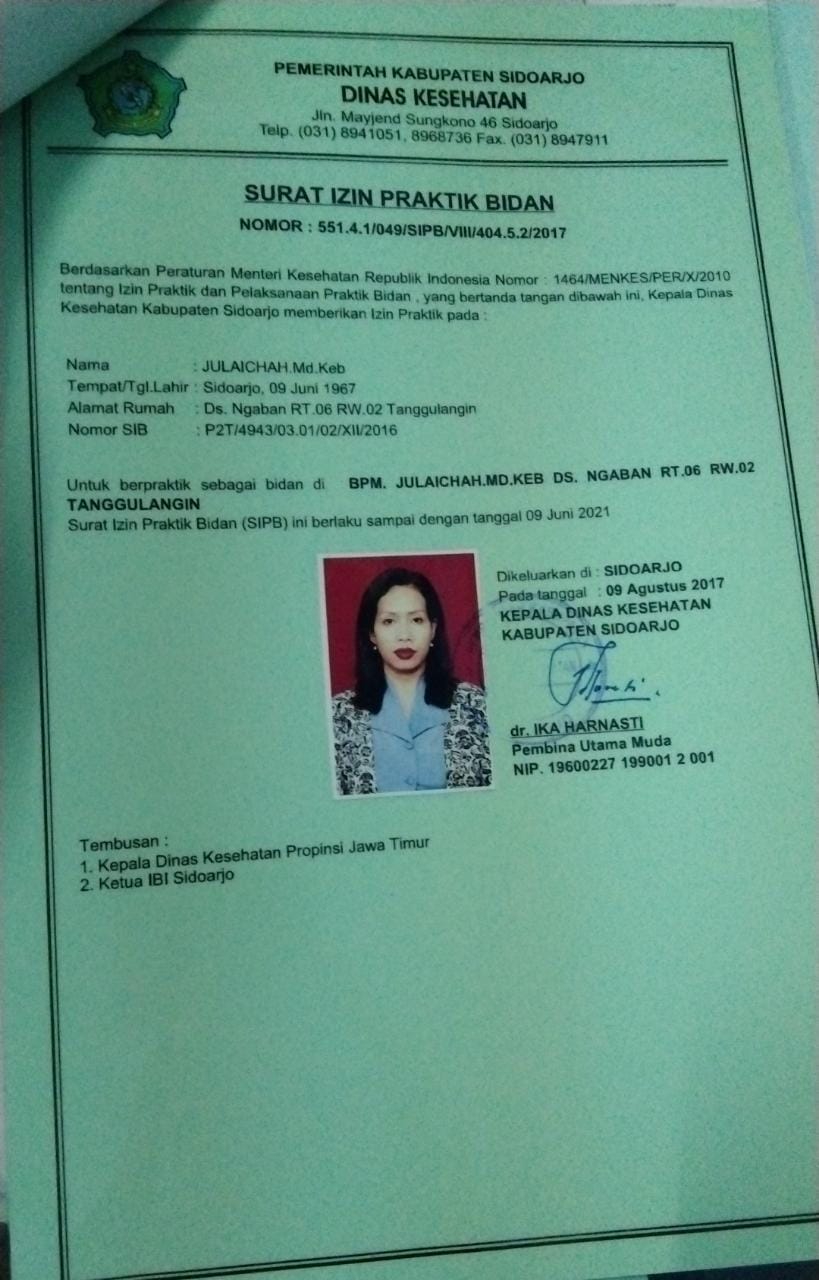 PEMERINTAH KABUPATEN SIDOARJO
DINAS KESEHATAN
Jln. Mayjend Sungkono 46 Sidoarjo
Telp. (031) 8941051, 8968736 Fax. (031) 8947911
SURAT IZIN PRAKTIK BIDAN
NOMOR : 551.4.1/049/SIPB/VIII/404.5.2/2017
Berdasarkan Peraturan Menteri Kesehatan Republik Indonesia Nomor : 1464/MENKES/PER/X/2010
tentang Izin Praktik dan Pelaksanaan Praktik Bidan , yang bertanda tangan dibawah ini, Kepala Dinas
Kesehatan Kabupaten Sidoarjo memberikan Izin Praktik pada :
Nama : JULAICHAH.Md.Keb
Tempat/Tgl.Lahir : Sidoarjo, 09 Juni 1967
Alamat Rumah : Ds. Ngaban RT.06 RW.02 Tanggulangin
Nomor SIB : P2T/4943/03.01/02/XII/2016
Untuk berpraktik sebagai bidan di BPM. JULAICHAH.MD.KEB DS. NGABAN RT.06 RW.02
TANGGULANGIN
Surat Izin Praktik Bidan (SIPB) ini berlaku sampai dengan tanggal 09 Juni 2021
Dikeluarkan di : SIDOARJO
Pada tanggal : 09 Agustus 2017
KEPALA DINAS KESEHATAN
KABUPATEN SIDOARJO
dr. IKA HARNASTI
Pembina Utama Muda
NIP. 19600227 199001 2 001
Tembusan :
1. Kepala Dinas Kesehatan Propinsi Jawa Timur
2. Ketua IBI Sidoarjo